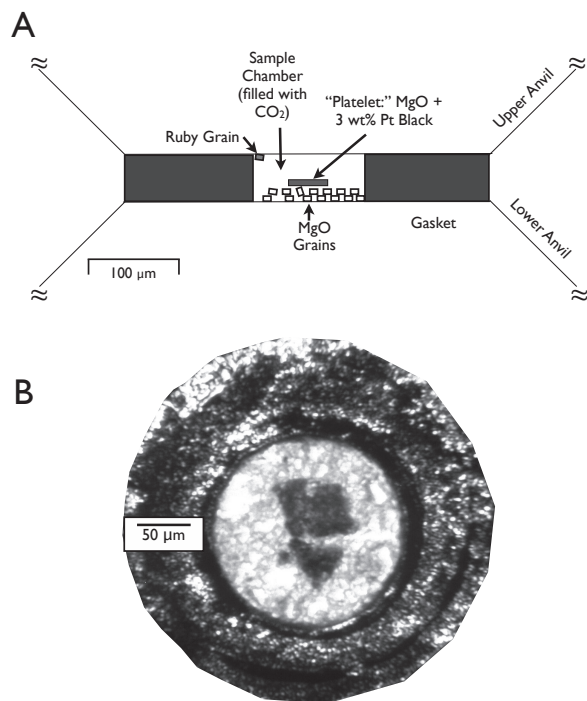 A
Sample
Chamber
(filled with
CO₂)
"Platelet:" MgO +
3 wt% Pt Black
Upper Anvil
Ruby Grain
MgO
Grains
Gasket
Lower Anvil
100 µm
B
50 µm